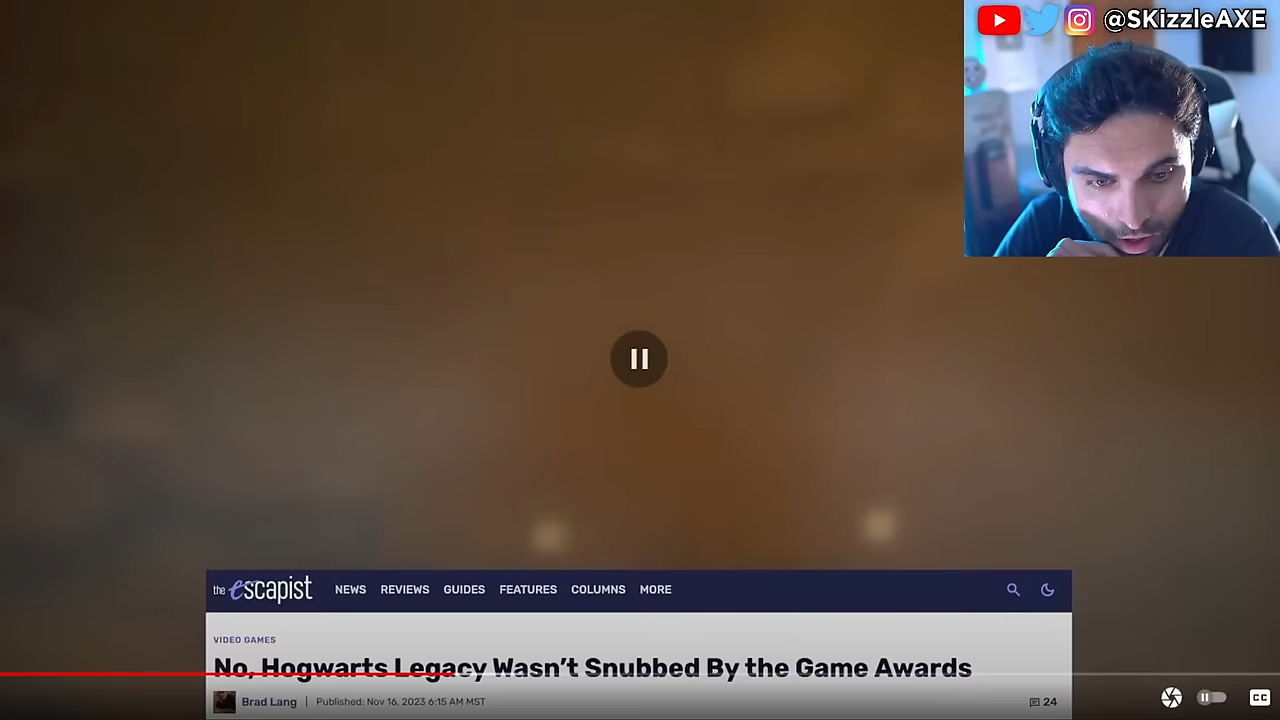 @SKizzleAXE
the escapist NEWS REVIEWS GUIDES FEATURES COLUMNS MORE
VIDEO GAMES
No, Hogwarts Legacy Wasn't Snubbed By the Game Awards
Brad Lang | Published: Nov 16, 2023 6:15 AM MST 24
CC